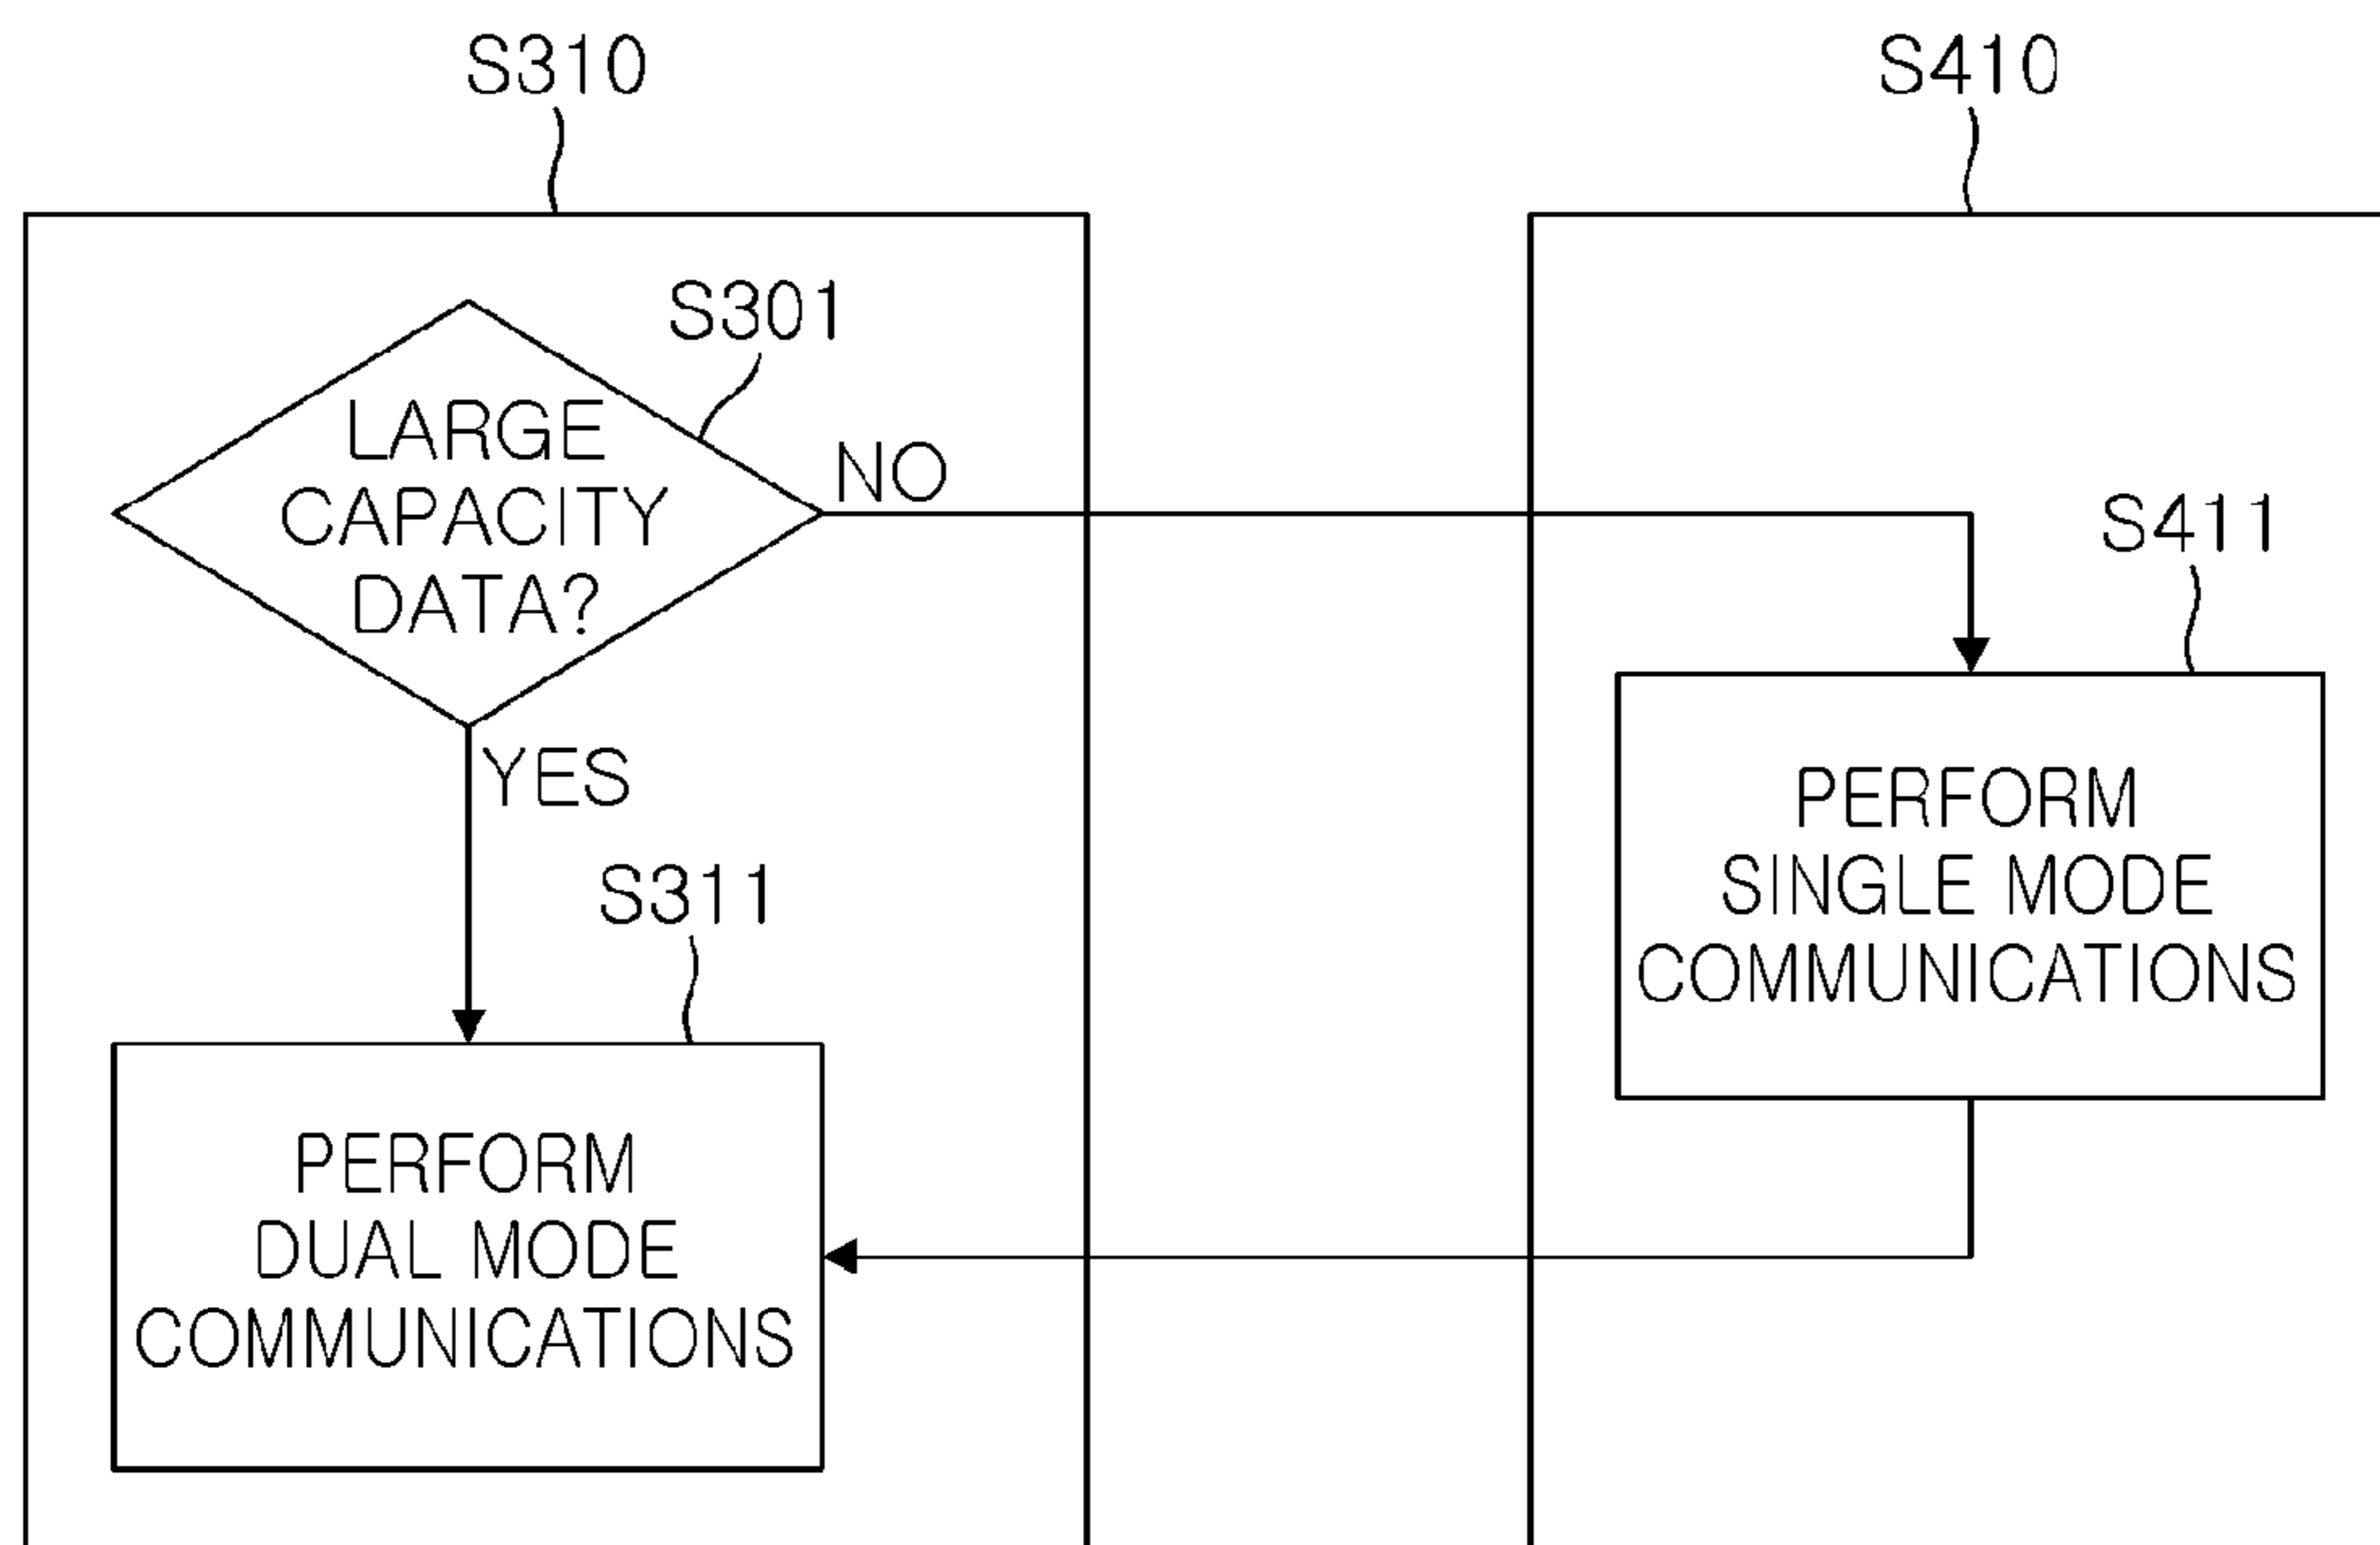 S310
S410
S301
LARGE
CAPACITY
DATA?
NO
YES
S411
PERFORM
SINGLE MODE
COMMUNICATIONS
S311
PERFORM
DUAL MODE
COMMUNICATIONS